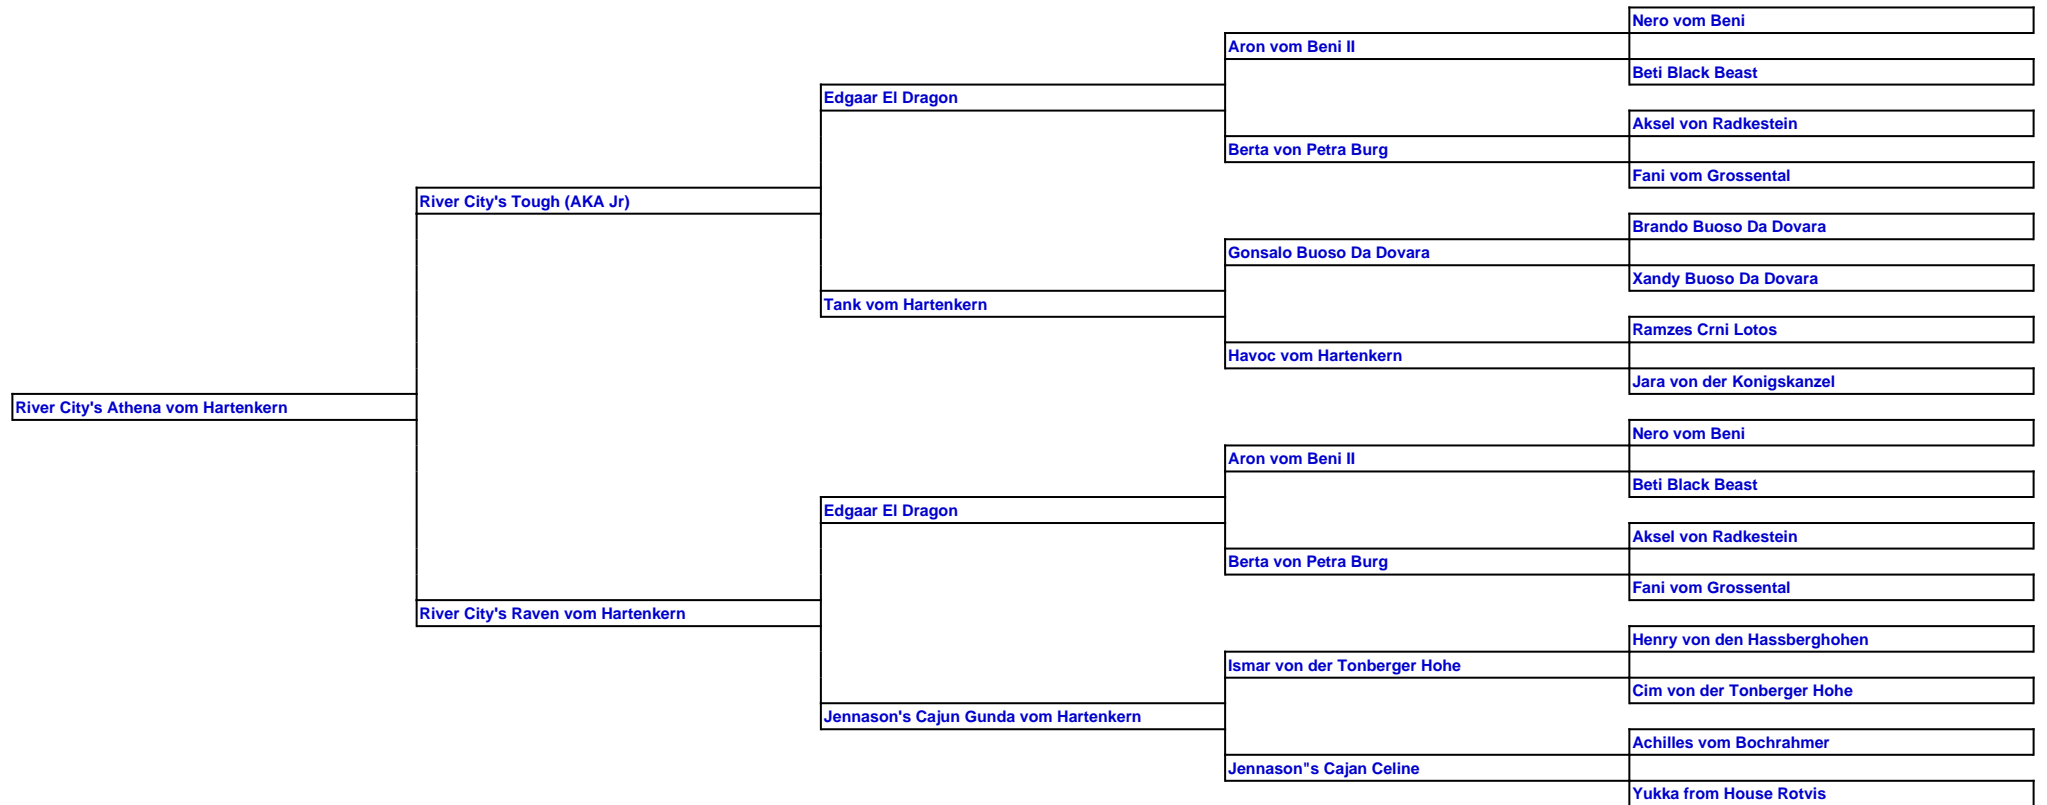 Nero vom Beni
Aron vom Beni II
Beti Black Beast
Edgaar El Dragon
Aksel von Radkestein
Berta von Petra Burg
Fani vom Grossental
River City's Tough (AKA Jr)
Brando Buoso Da Dovara
Gonsalo Buoso Da Dovara
Xandy Buoso Da Dovara
Tank vom Hartenkern
Ramzes Crni Lotos
Havoc vom Hartenkern
Jara von der Konigskanzel
River City's Athena vom Hartenkern
Nero vom Beni
Aron vom Beni II
Beti Black Beast
Edgaar El Dragon
Aksel von Radkestein
Berta von Petra Burg
Fani vom Grossental
River City's Raven vom Hartenkern
Henry von den Hassberghohen
Ismar von der Tonberger Hohe
Cim von der Tonberger Hohe
Jennason's Cajun Gunda vom Hartenkern
Achilles vom Bochrahmer
Jennason"s Cajan Celine
Yukka from House Rotvis